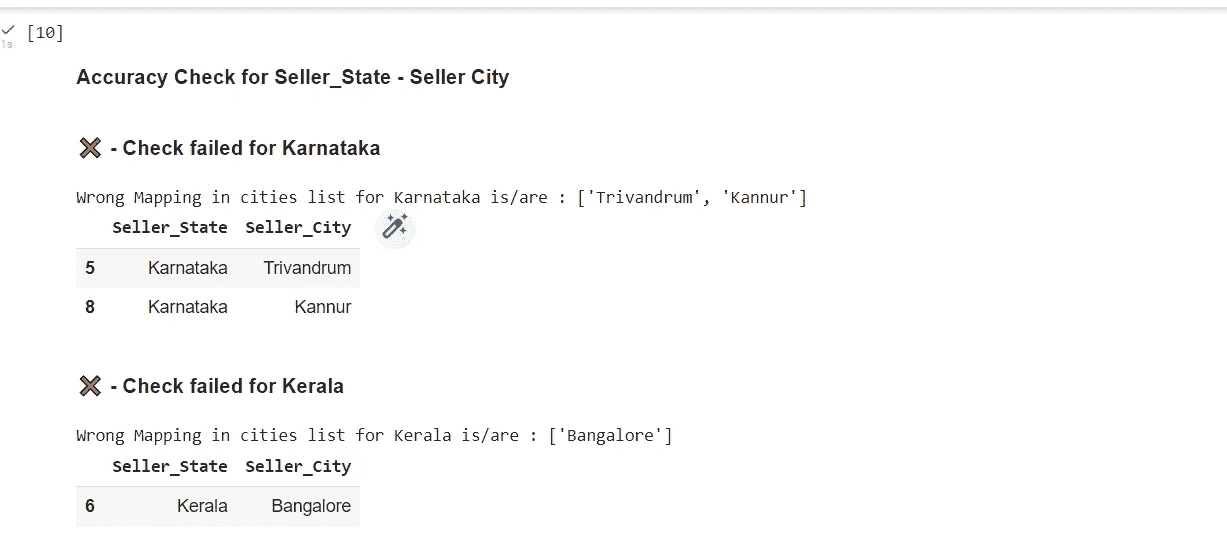 [10]
1s
Accuracy Check for Seller_State - Seller City
- Check failed for Karnataka
Wrong Mapping in cities list for Karnataka is/are : ['Trivandrum', 'Kannur']
Seller_State Seller_City
5 Karnataka Trivandrum
8 Karnataka Kannur
- Check failed for Kerala
Wrong Mapping in cities list for Kerala is/are : ['Bangalore']
Seller_State Seller_City
6 Kerala Bangalore